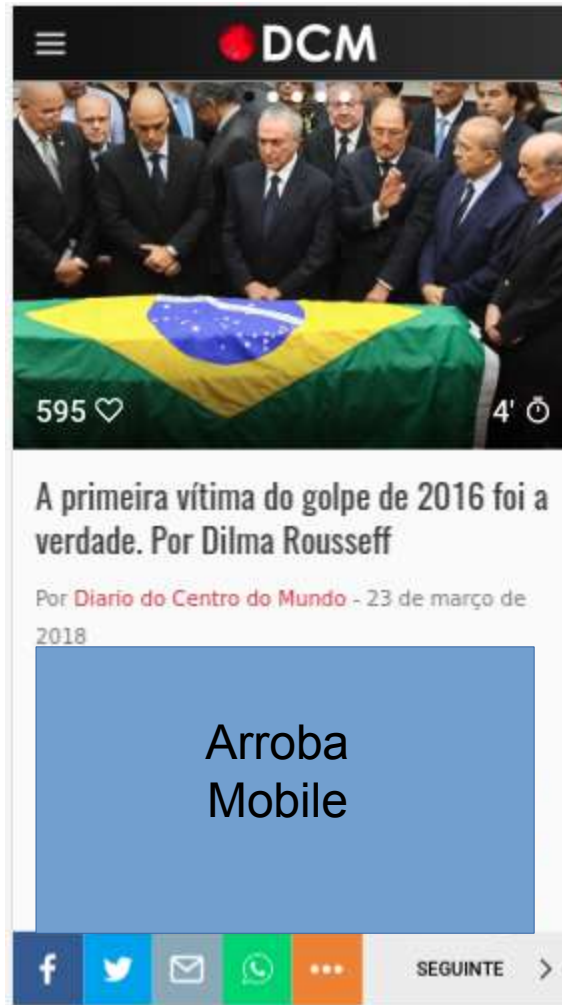 DCM
595
4'
A primeira vítima do golpe de 2016 foi a
verdade. Por Dilma Rousseff
Por Diario do Centro do Mundo - 23 de março de
2018
Arroba
Mobile
SEGUINTE